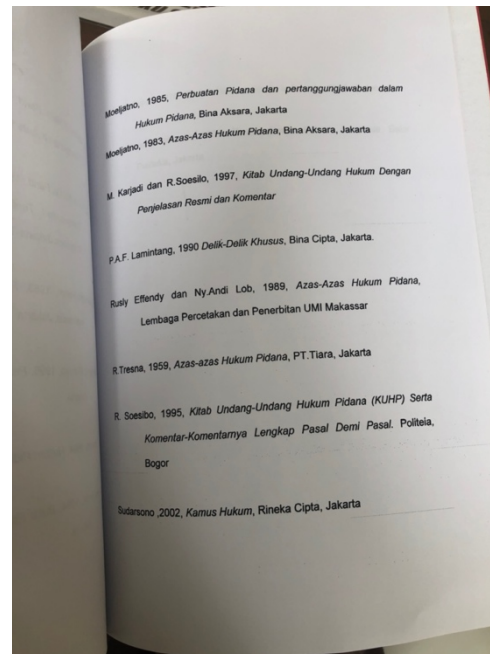 Moeljatno, 1985, Perbuatan Pidana dan pertanggungjawaban dalam
Hukum Pidana, Bina Aksara, Jakarta
Moeljatno, 1983, Azas-Azas Hukum Pidana, Bina Aksara, Jakarta
M. Karjadi dan R.Soesilo, 1997, Kitab Undang-Undang Hukum Dengan
Penjelasan Resmi dan Komentar
P.A.F. Lamintang, 1990 Delik-Delik Khusus, Bina Cipta, Jakarta.
Rusly Effendy dan Ny.Andi Lob, 1989, Azas-Azas Hukum Pidana,
Lembaga Percetakan dan Penerbitan UMI Makassar
R.Tresna, 1959, Azas-azas Hukum Pidana, PT.Tiara, Jakarta
R. Soesibo, 1995, Kitab Undang-Undang Hukum Pidana (KUHP) Serta
Komentar-Komentarnya Lengkap Pasal Demi Pasal. Politeia,
Bogor
Sudarsono ,2002, Kamus Hukum, Rineka Cipta, Jakarta